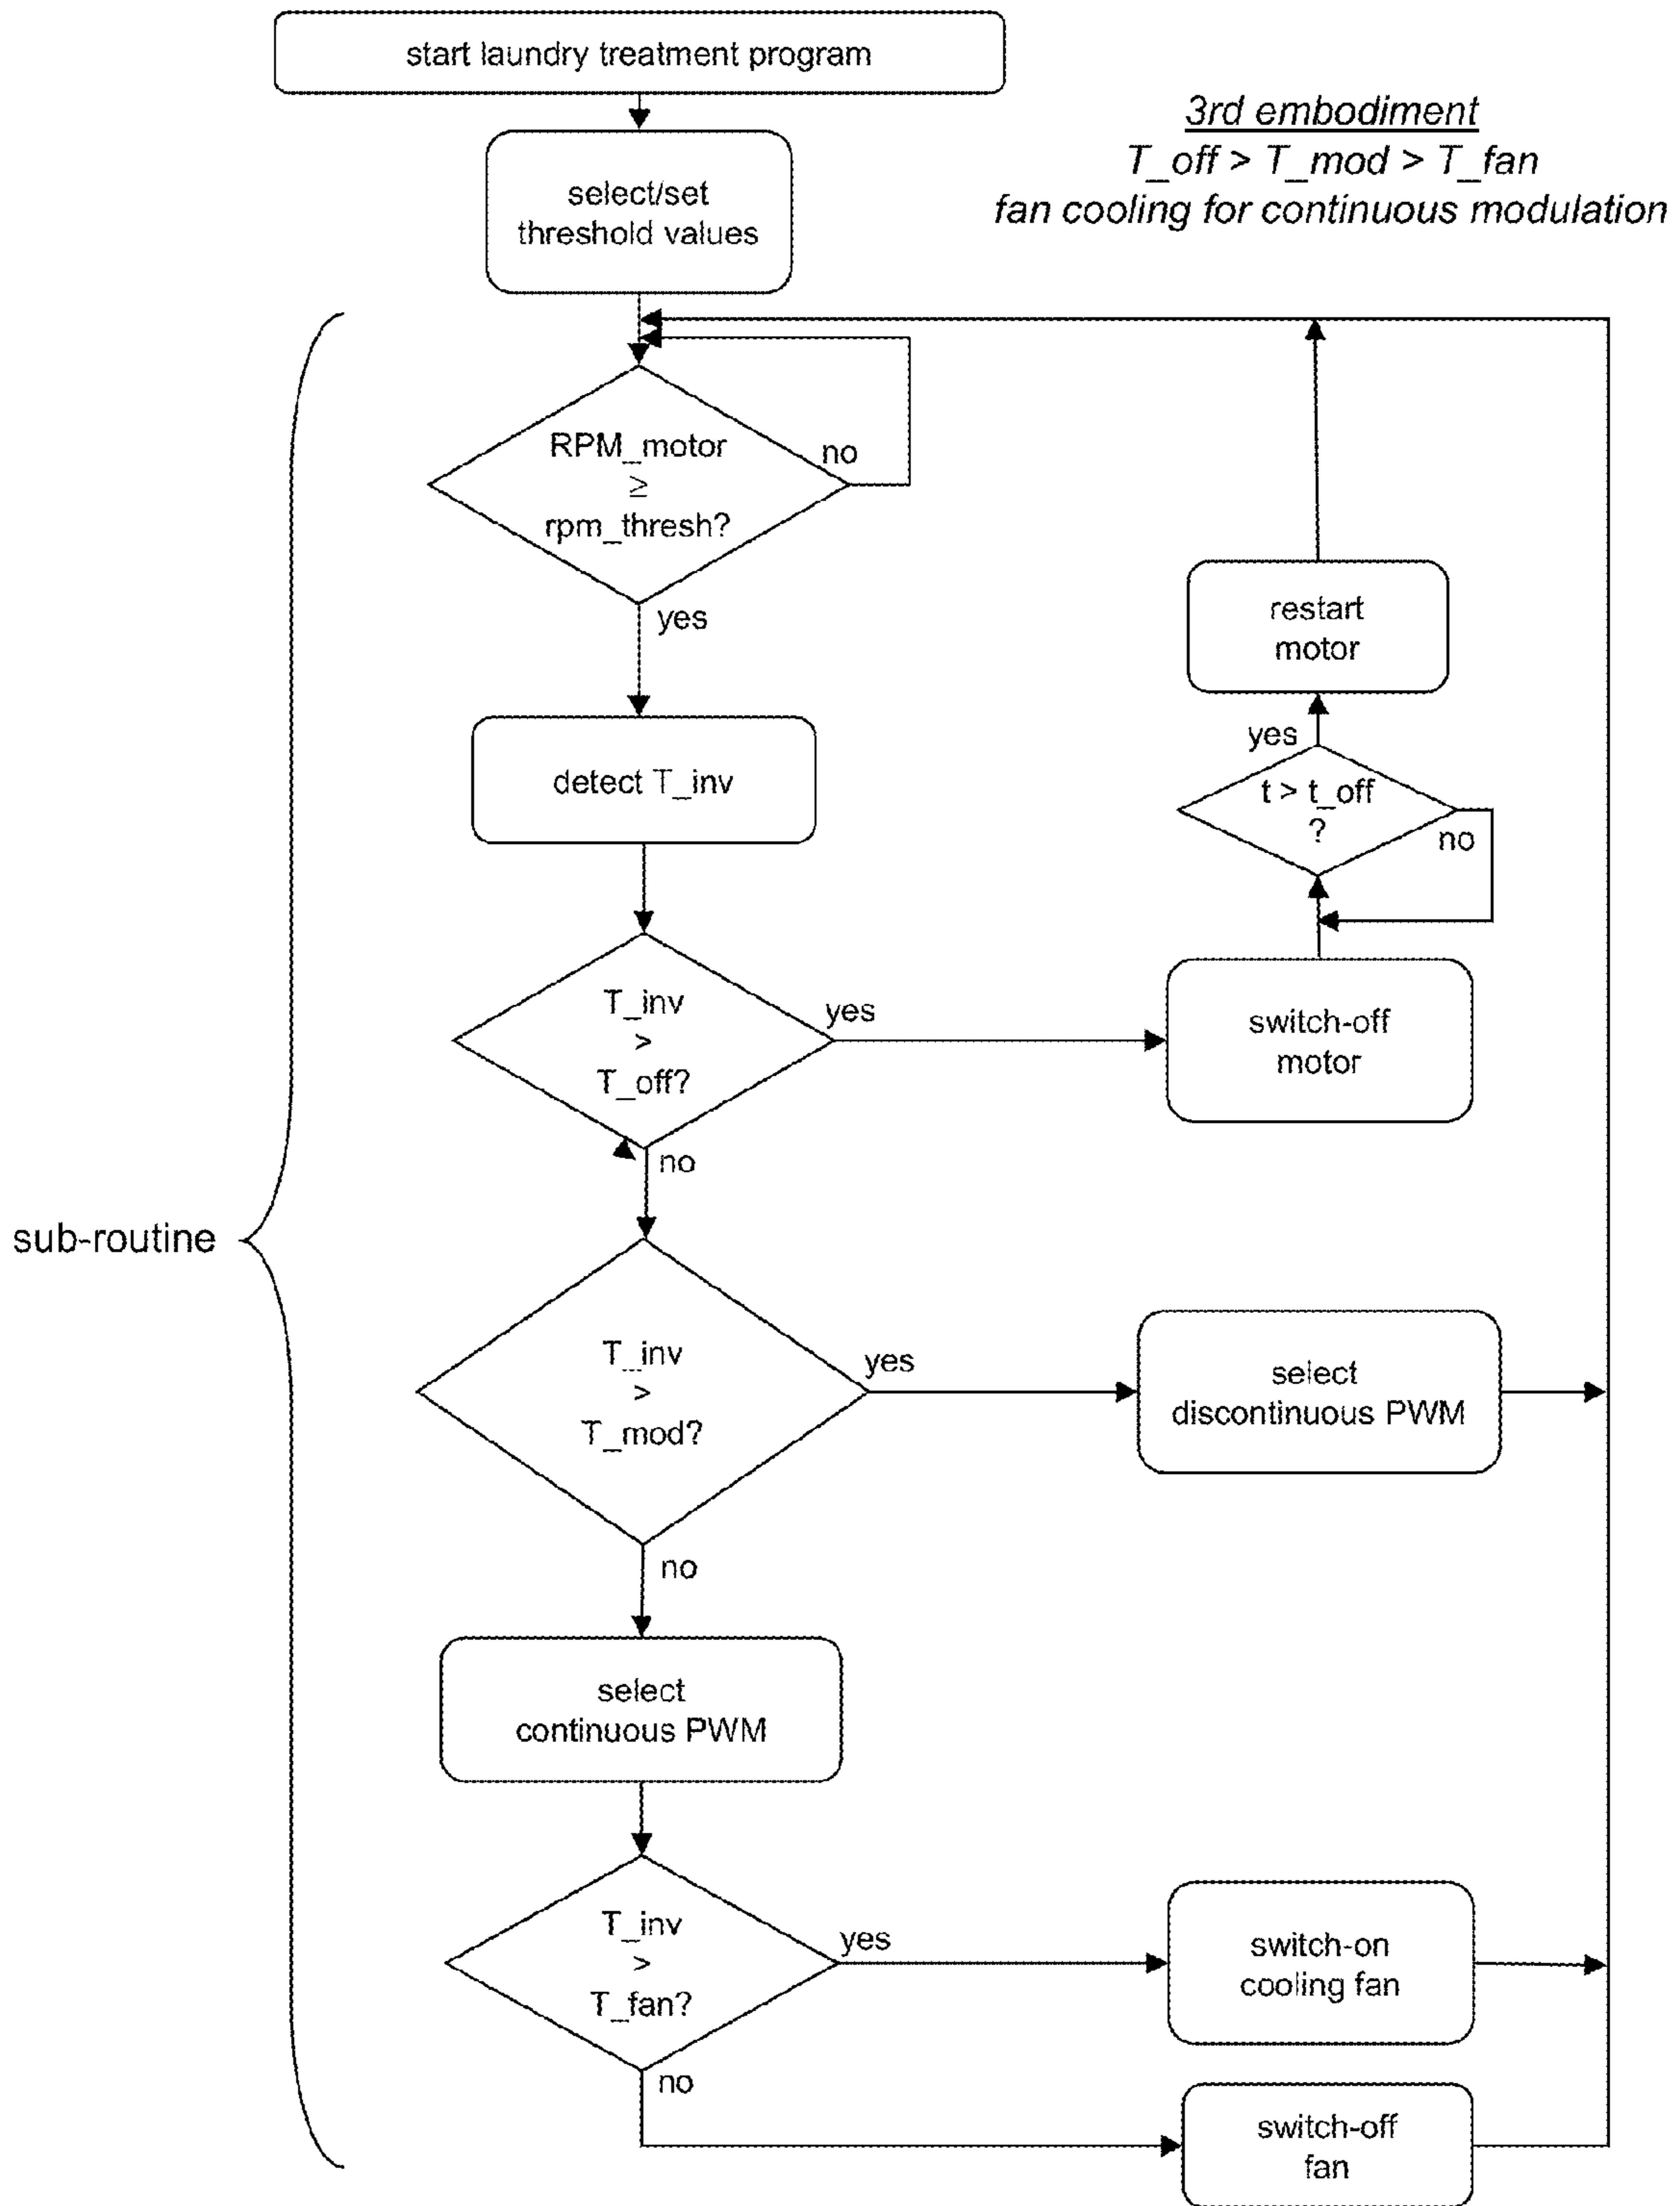 start laundry treatment program
3rd embodiment
T_off > T_mod > T_fan
fan cooling for continuous modulation
select/set
threshold values
RPM_motor
≥
rpm_thresh?
no
yes
restart
motor
yes
t > t_off
?
no
detect T_inv
T_inv
>
T_off?
yes
switch-off
motor
no
sub-routine
T_inv
>
T_mod?
yes
select
discontinuous PWM
no
select
continuous PWM
T_inv
>
T_fan?
yes
switch-on
cooling fan
no
switch-off
fan